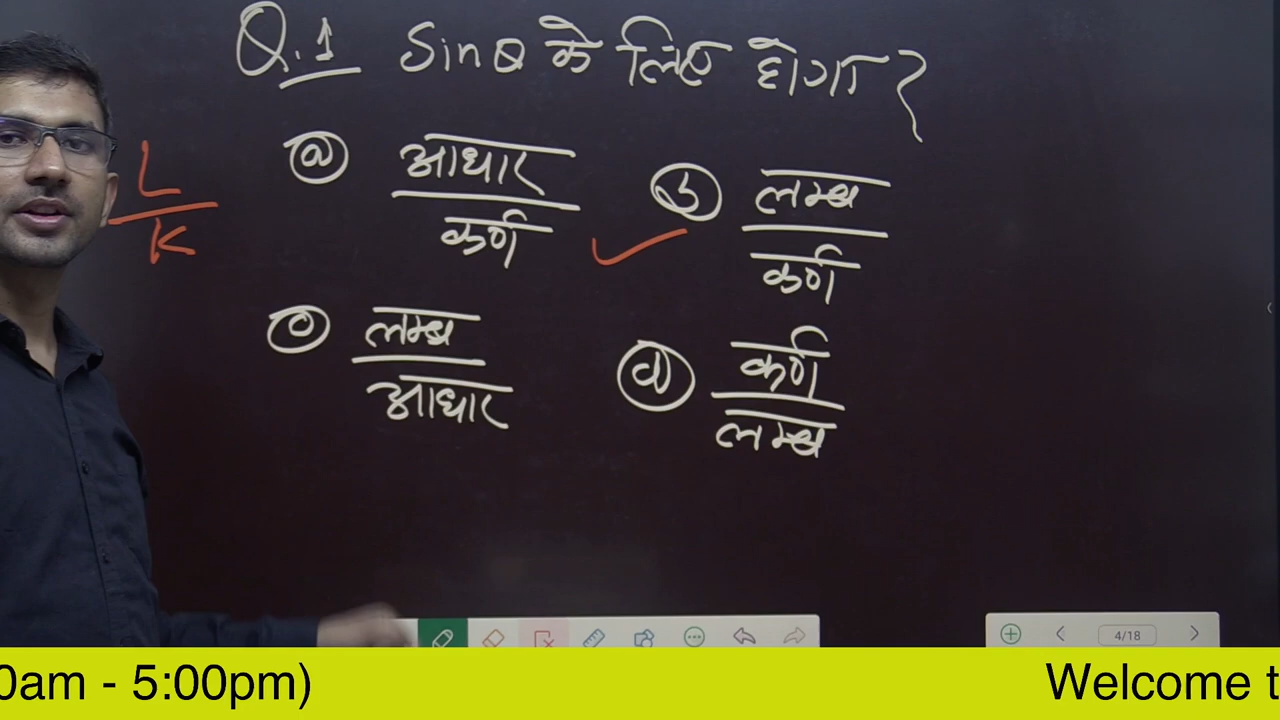 Q.1 Sinθ के लिए होगा?
L
K
(a) आधार
कर्ण
(b) लम्ब
कर्ण
(c) लम्ब
आधार
(d) कर्ण
लम्ब
4/18
0am - 5:00pm)
Welcome t